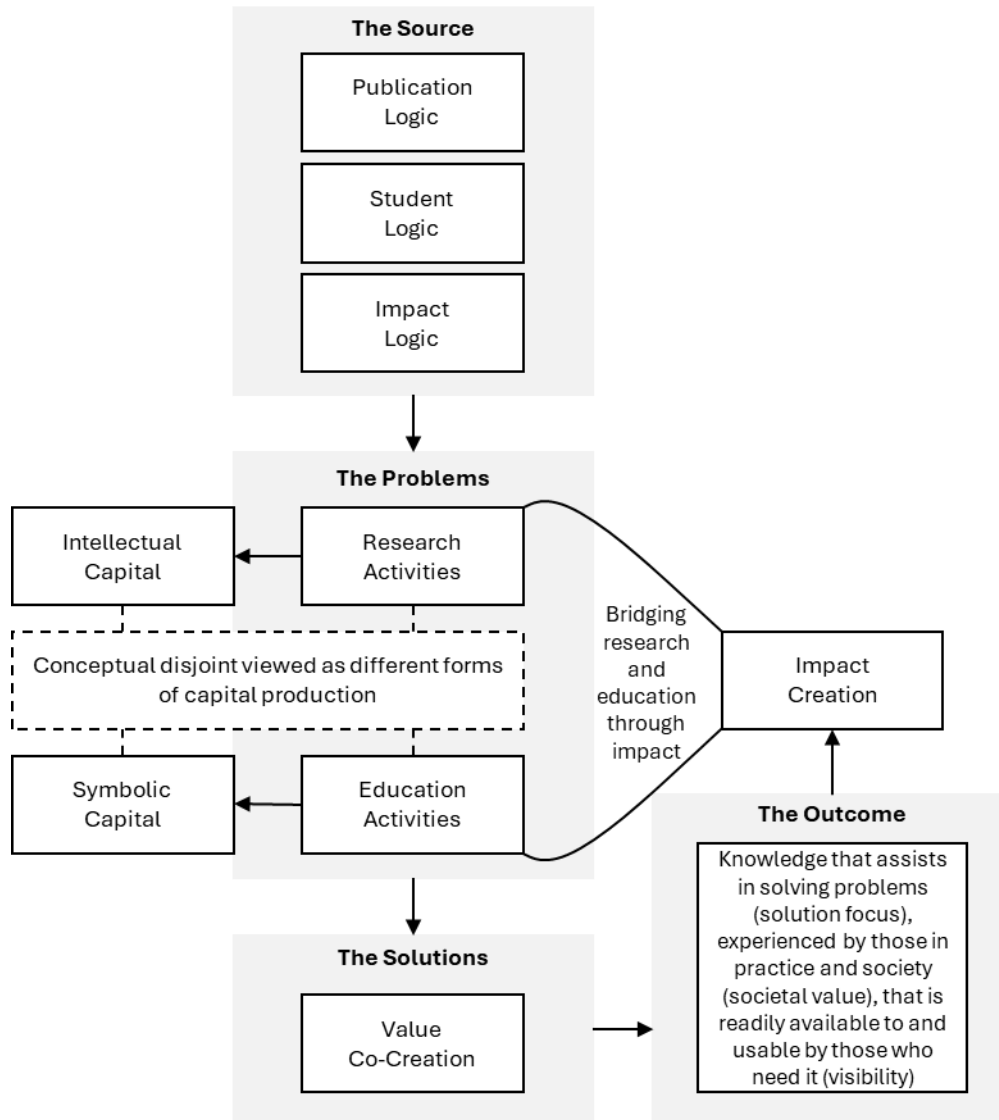 The Source
Publication
Logic
Student
Logic
Impact
Logic
The Problems
Intellectual
Capital
Research
Activities
Conceptual disjoint viewed as different forms
of capital production
Symbolic
Capital
Education
Activities
Bridging
research
and
education
through
impact
Impact
Creation
The Solutions
Value
Co-Creation
The Outcome
Knowledge that assists
in solving problems
(solution focus),
experienced by those in
practice and society
(societal value), that is
readily available to and
usable by those who
need it (visibility)